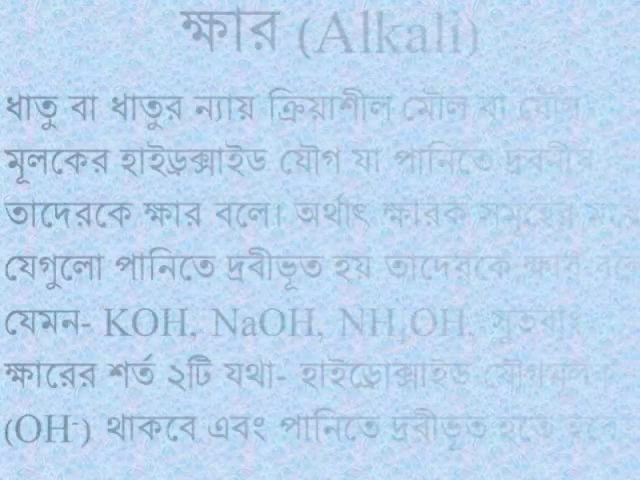 ক্ষার (Alkali)
ধাতু বা ধাতুর ন্যায় ক্রিয়াশীল মৌল বা যৌগ
মূলকের হাইড্রক্সাইড যৌগ যা পানিতে দ্রবনীয়
তাদেরকে ক্ষার বলে। অর্থাৎ ক্ষারক সমূহের মধ্যে
যেগুলো পানিতে দ্রবীভূত হয় তাদেরকে ক্ষার বলে
যেমন- KOH, NaOH, NH₄OH, সুতরাং
ক্ষারের শর্ত ২টি যথা- হাইড্রোক্সাইড যৌগমূলক
(OH⁻) থাকবে এবং পানিতে দ্রবীভূত হতে হবে